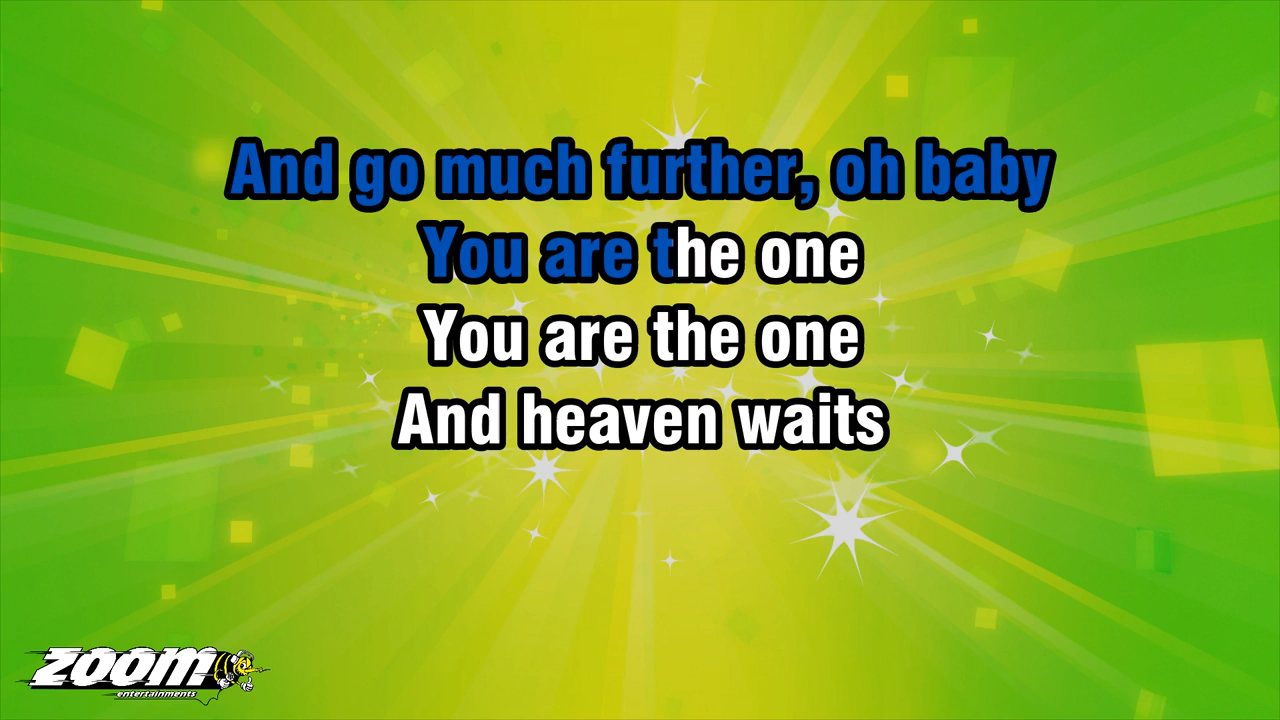 And go much further, oh baby
You are the one
You are the one
And heaven waits
zoom
entertainments